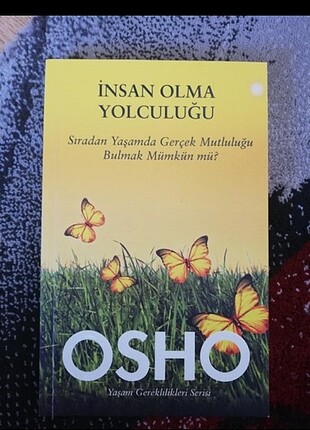 İNSAN OLMA
YOLCULUĞU
Sıradan Yaşamda Gerçek Mutluluğu
Bulmak Mümkün mü?
OSHO
Yaşam Gereklilikleri Serisi